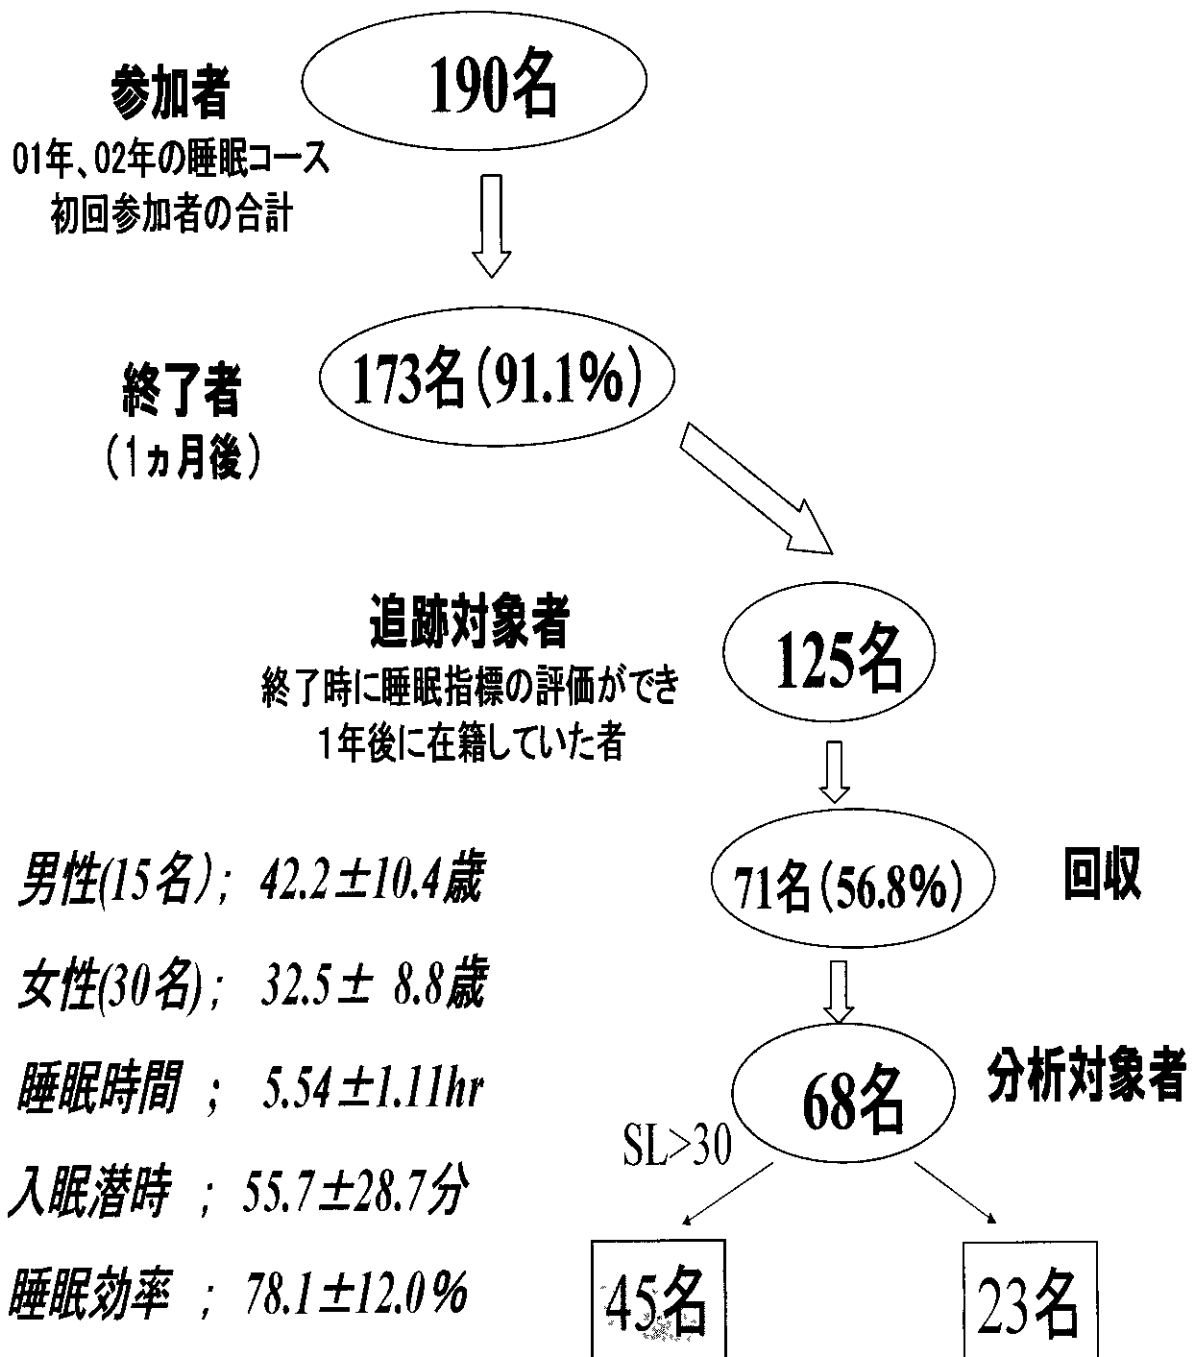 190名
参加者
01年、02年の睡眠コース
初回参加者の合計
173名(91.1%)
終了者
(1ヵ月後)
追跡対象者
終了時に睡眠指標の評価ができ
1年後に在籍していた者
125名
71名(56.8%)
回収
68名
分析対象者
SL>30
45名
23名
男性(15名); 42.2±10.4歳
女性(30名); 32.5± 8.8歳
睡眠時間 ; 5.54±1.11hr
入眠潜時 ; 55.7±28.7分
睡眠効率 ; 78.1±12.0%